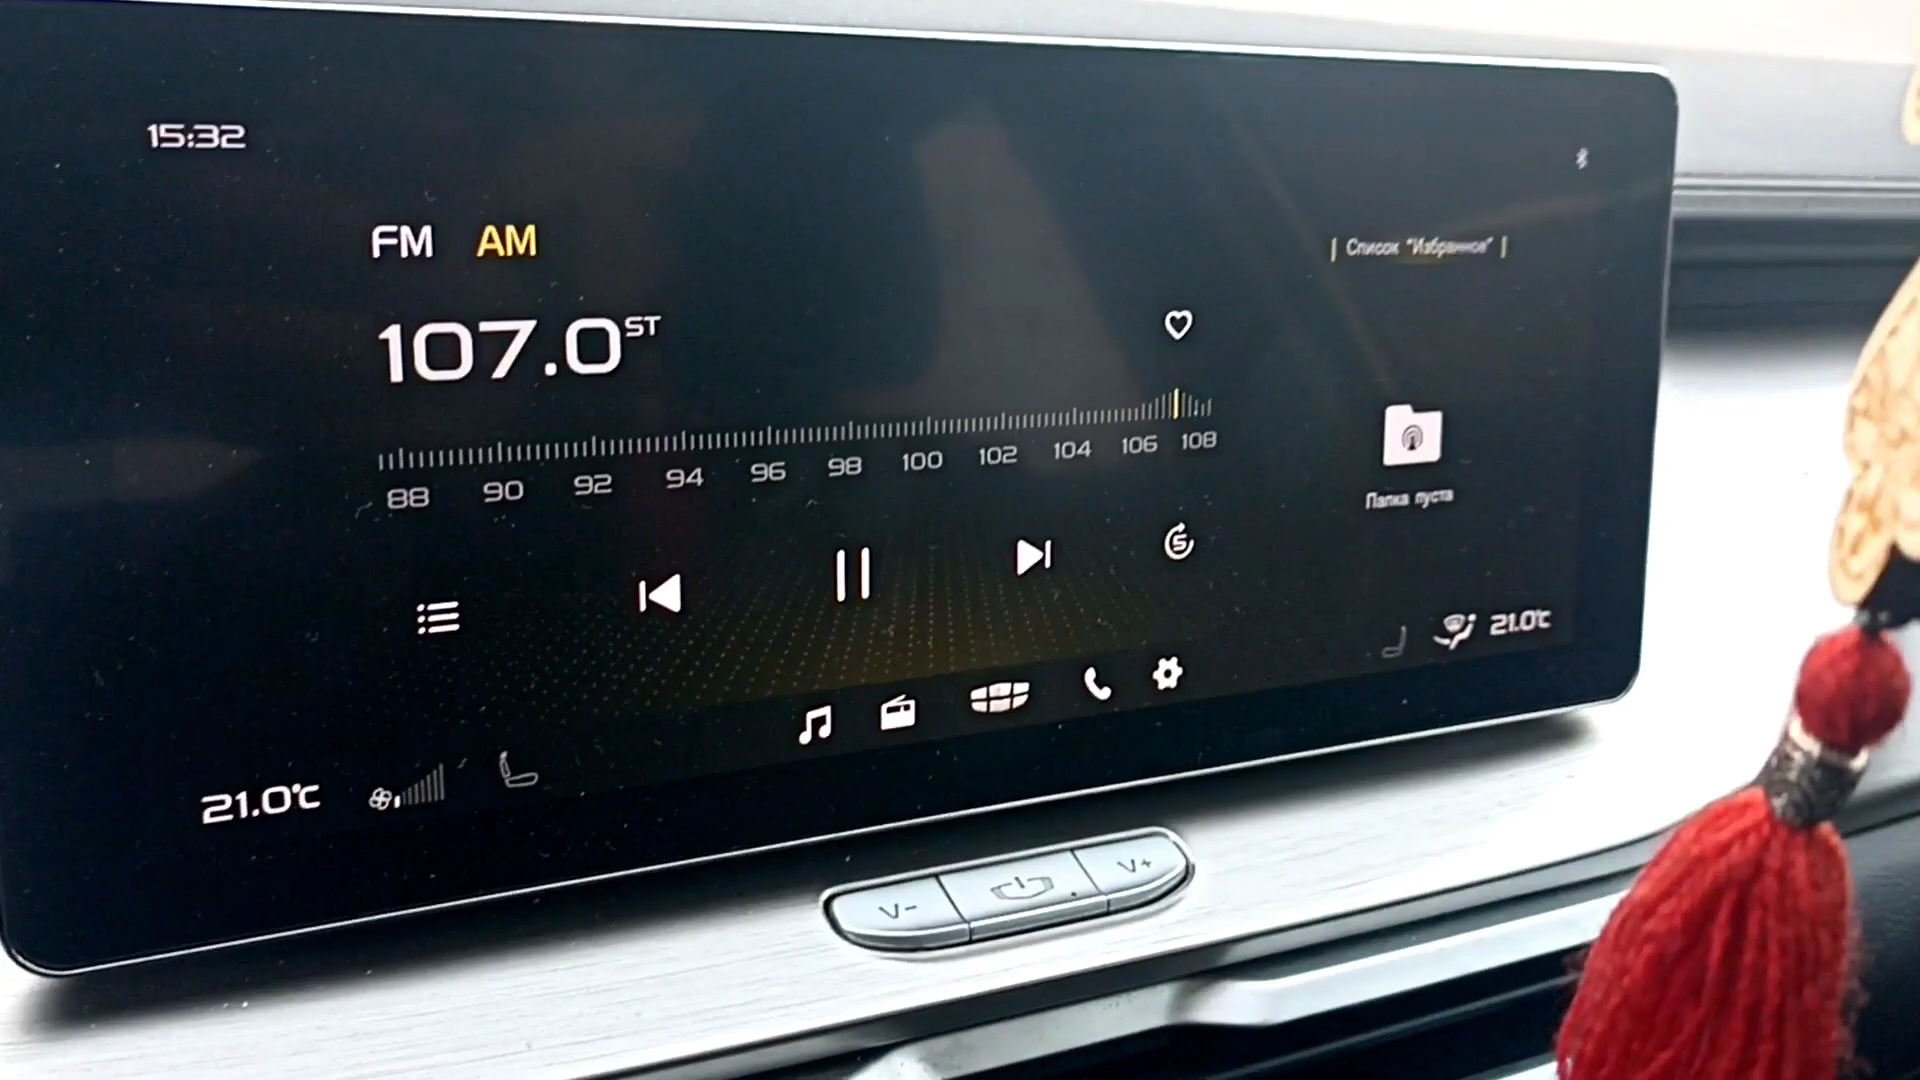 15:32
FM AM
Список "Избранное"
107.0 ST
88 90 92 94 96 98 100 102 104 106 108
Папка пуста
5
21.0℃
21.0℃
V- V+